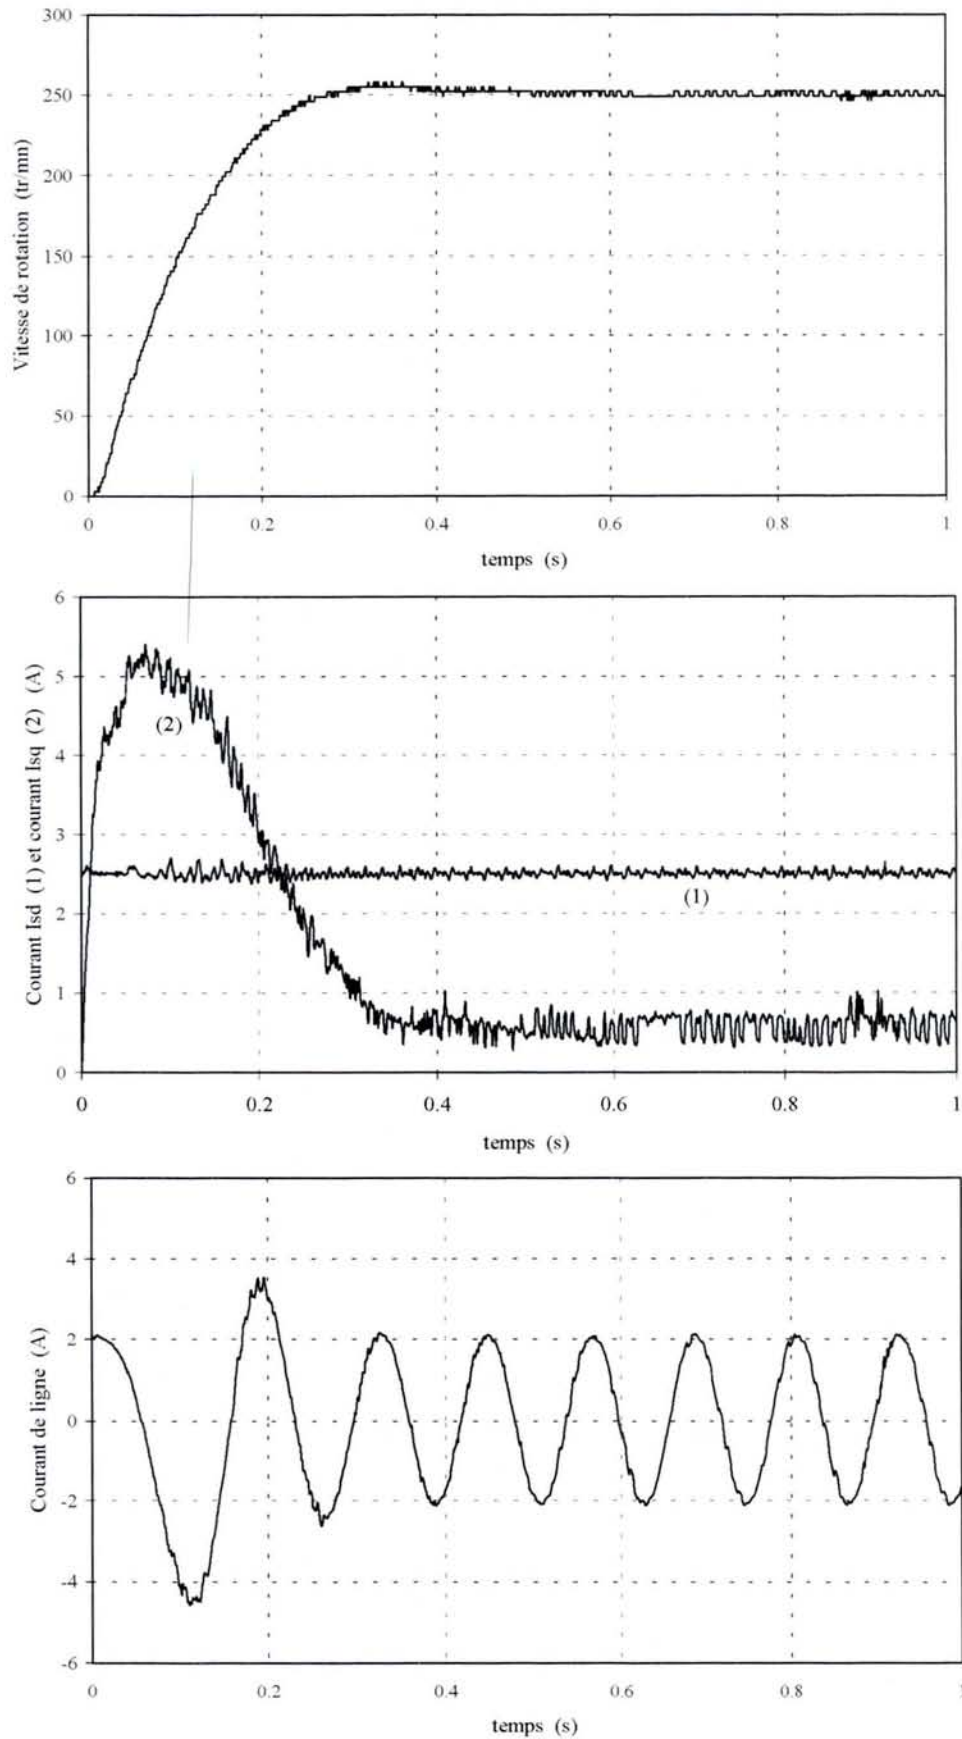 300
250
200
150
100
50
0
Vitesse de rotation (tr/mn)
0 0.2 0.4 0.6 0.8 1
temps (s)
6
5
4
3
2
1
0
Courant Isd (1) et courant Isq (2) (A)
(2)
(1)
0 0.2 0.4 0.6 0.8 1
temps (s)
6
4
2
0
-2
-4
-6
Courant de ligne (A)
0 0.2 0.4 0.6 0.8 1
temps (s)